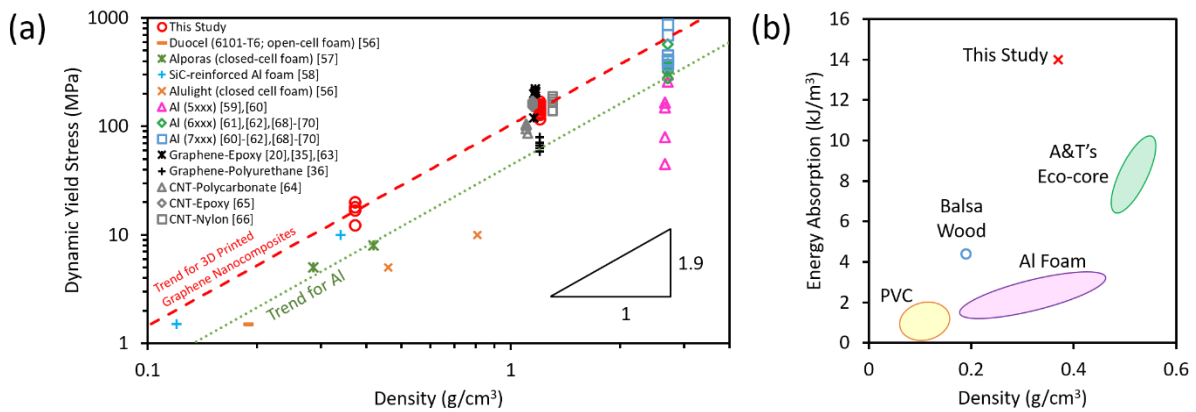 (a)
Dynamic Yield Stress (MPa)
1000
100
10
1
This Study
Duocel (6101-T6; open-cell foam) [56]
Alporas (closed-cell foam) [57]
SiC-reinforced Al foam [58]
Alulight (closed cell foam) [56]
Al (5xxx) [59],[60]
Al (6xxx) [61],[62],[68]-[70]
Al (7xxx) [60]-[62],[68]-[70]
Graphene-Epoxy [20],[35],[63]
Graphene-Polyurethane [36]
CNT-Polycarbonate [64]
CNT-Epoxy [65]
CNT-Nylon [66]
Trend for 3D Printed
Graphene Nanocomposites
Trend for Al
1.9
1
0.1
1
Density (g/cm³)
(b)
Energy Absorption (kJ/m³)
16
14
12
10
8
6
4
2
0
This Study
A&T's
Eco-core
Balsa
Wood
Al Foam
PVC
0
0.2
0.4
0.6
Density (g/cm³)